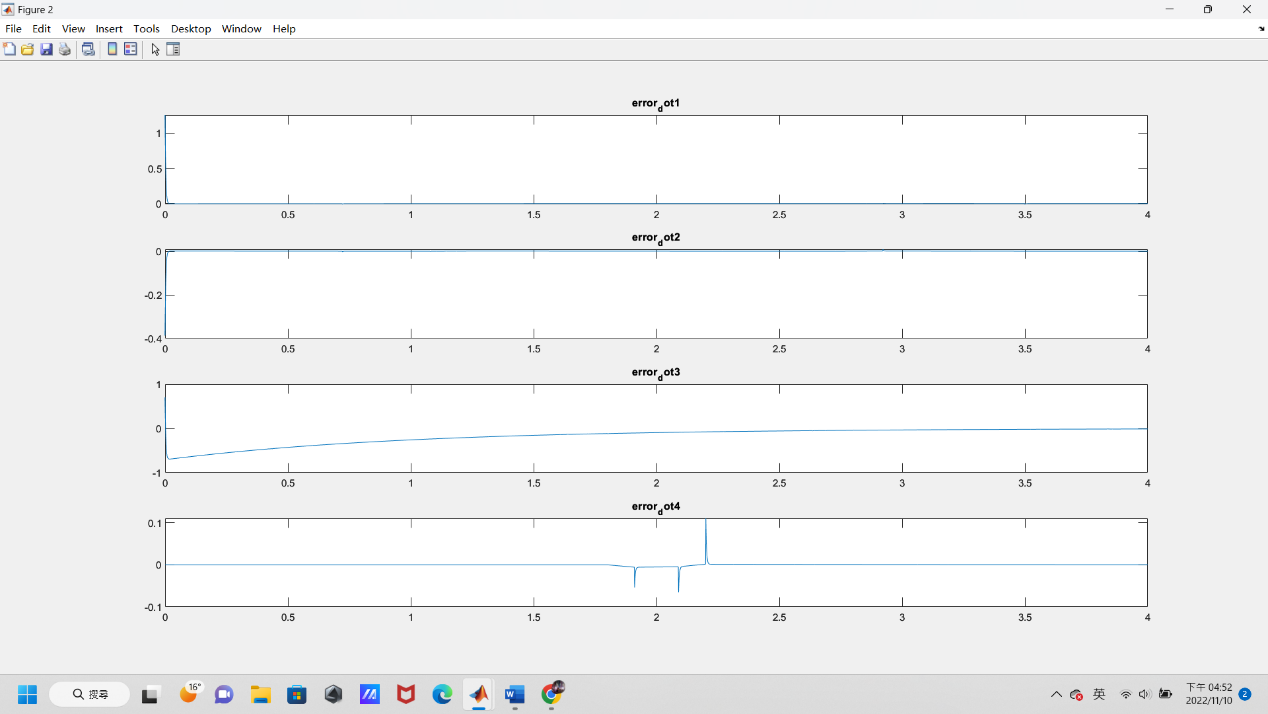 Figure 2
File Edit View Insert Tools Desktop Window Help
error_dot1
1
0.5
0
0 0.5 1 1.5 2 2.5 3 3.5 4
error_dot2
0
-0.2
-0.4
0 0.5 1 1.5 2 2.5 3 3.5 4
error_dot3
1
0
-1
0 0.5 1 1.5 2 2.5 3 3.5 4
error_dot4
0.1
0
-0.1
0 0.5 1 1.5 2 2.5 3 3.5 4
搜尋 16° 英 下午 04:52
2022/11/10 2